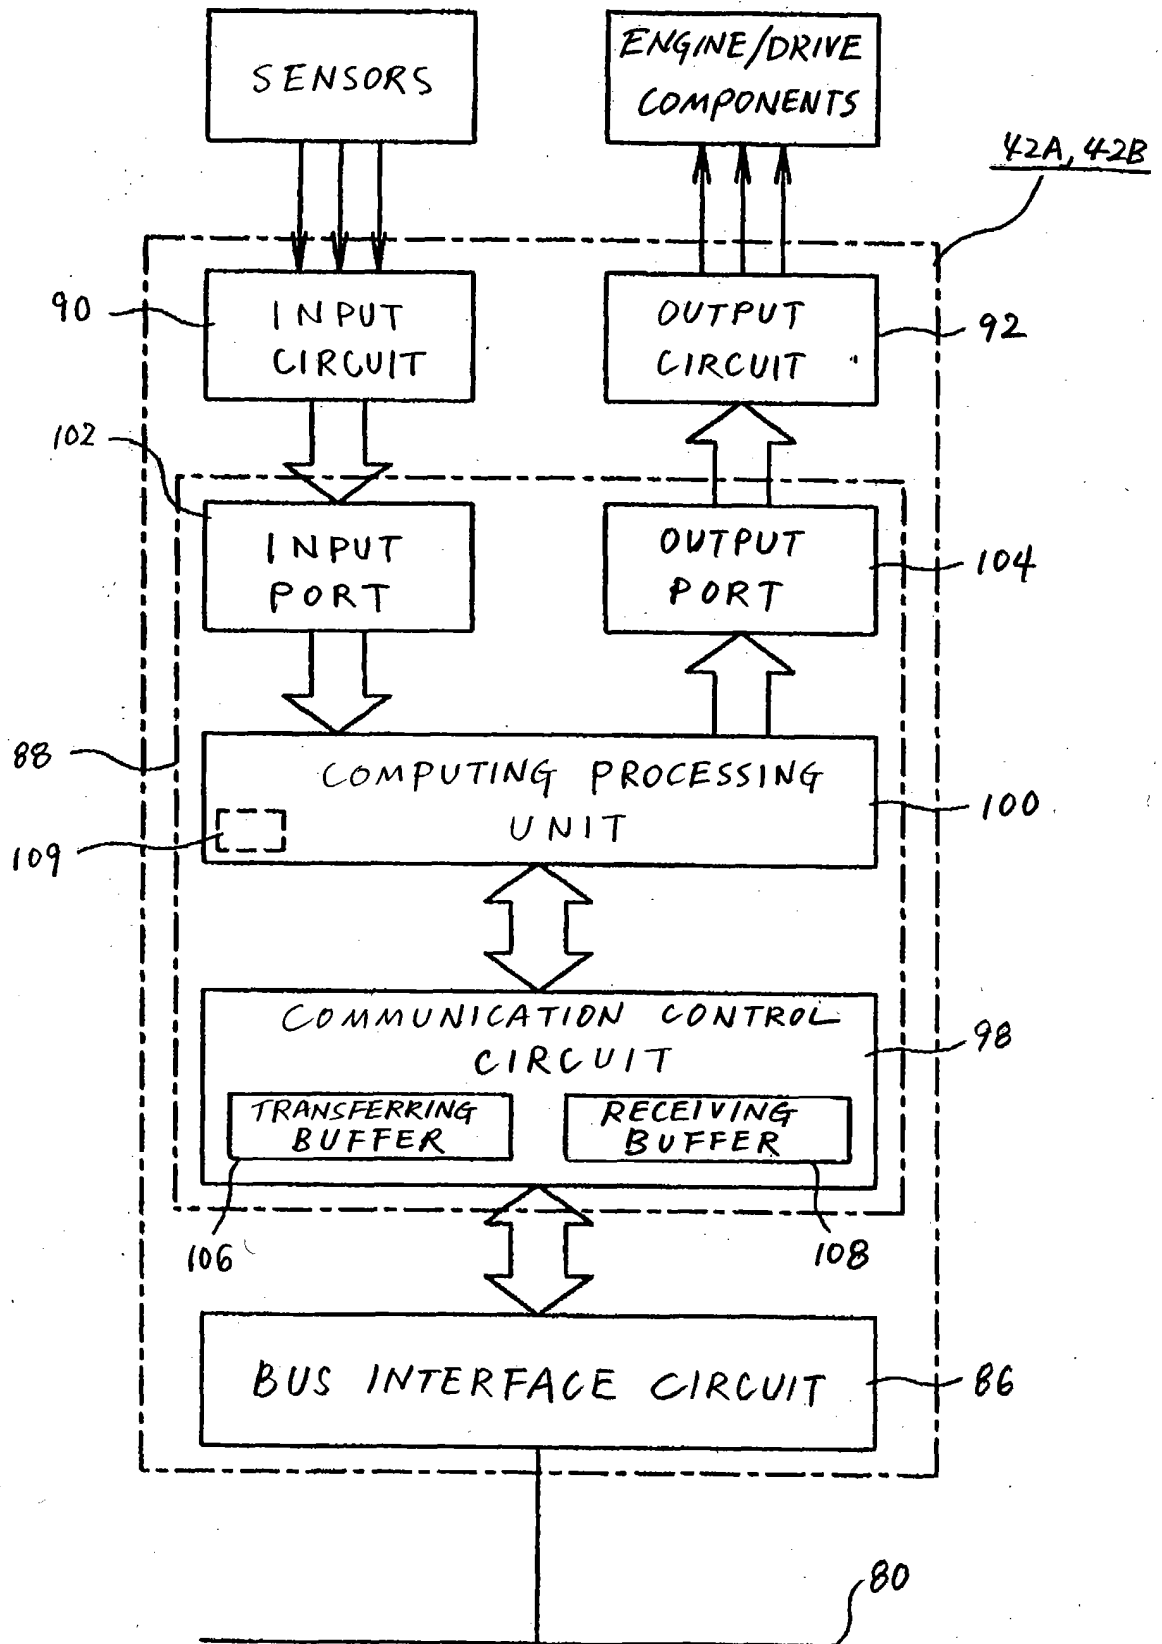 SENSORS
ENGINE/DRIVE
COMPONENTS
42A, 42B
90
INPUT
CIRCUIT
OUTPUT
CIRCUIT
92
102
INPUT
PORT
OUTPUT
PORT
104
88
COMPUTING PROCESSING
UNIT
100
109
COMMUNICATION CONTROL
CIRCUIT
98
TRANSFERRING
BUFFER
RECEIVING
BUFFER
106
108
BUS INTERFACE CIRCUIT
86
80